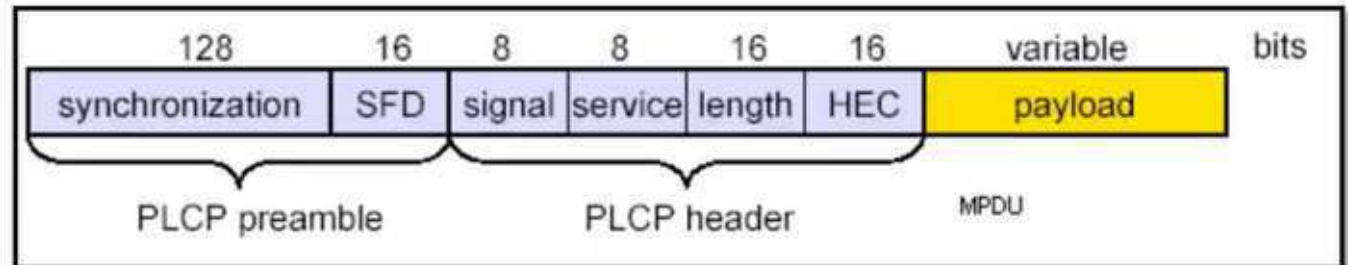 128 16 8 8 16 16 variable bits
synchronization SFD signal service length HEC payload
PLCP preamble PLCP header MPDU